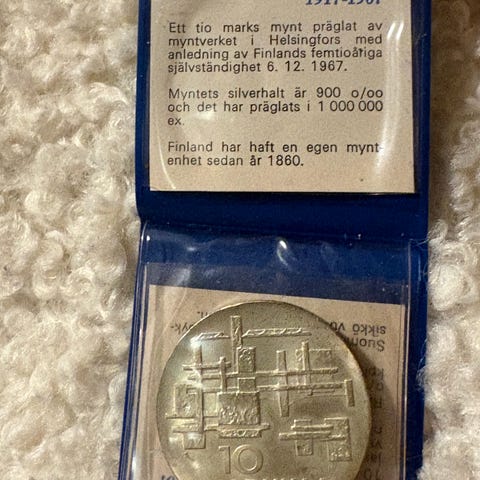 1917-1967
Ett tio marks mynt präglat av
myntverket i Helsingfors med
anledning av Finlands femtioåriga
självständighet 6. 12. 1967.
Myntets silverhalt är 900 o/oo
och det har präglats i 1 000 000
ex.
Finland har haft en egen mynt-
enhet sedan år 1860.
10